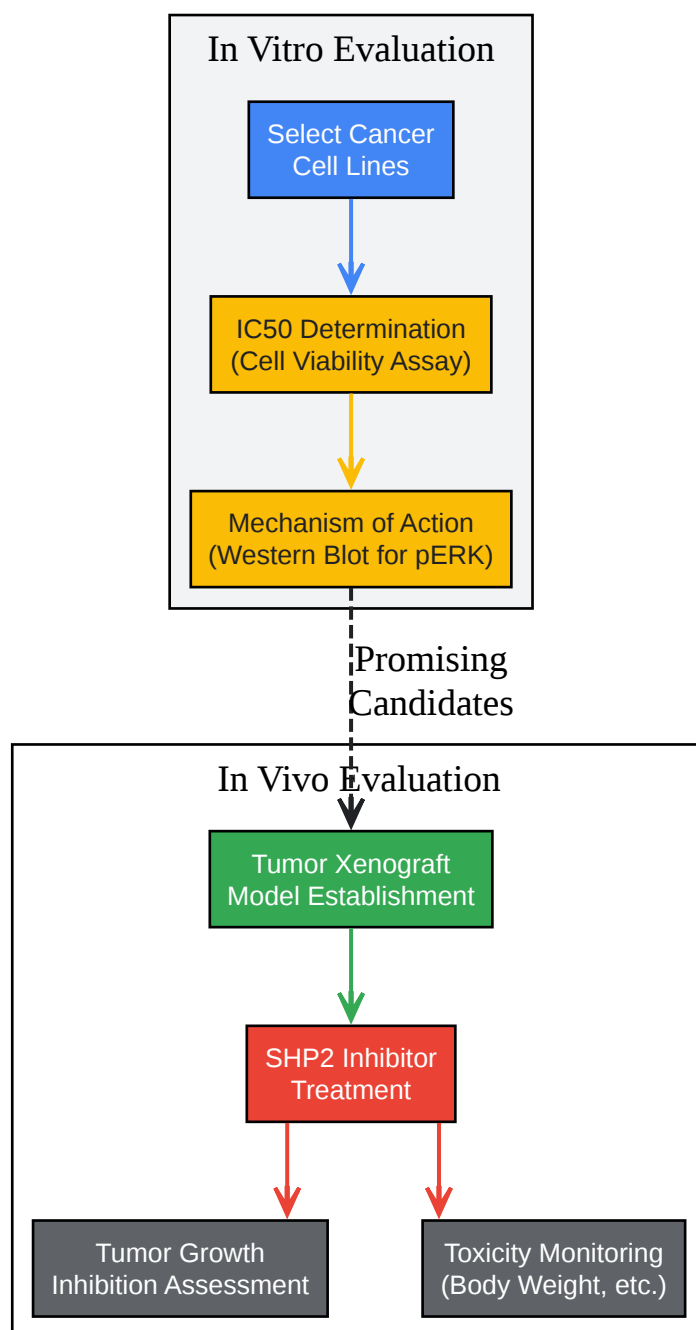 In Vitro Evaluation
Select Cancer
Cell Lines
IC50 Determination
(Cell Viability Assay)
Mechanism of Action
(Western Blot for pERK)
Promising
Candidates
In Vivo Evaluation
Tumor Xenograft
Model Establishment
SHP2 Inhibitor
Treatment
Tumor Growth
Inhibition Assessment
Toxicity Monitoring
(Body Weight, etc.)